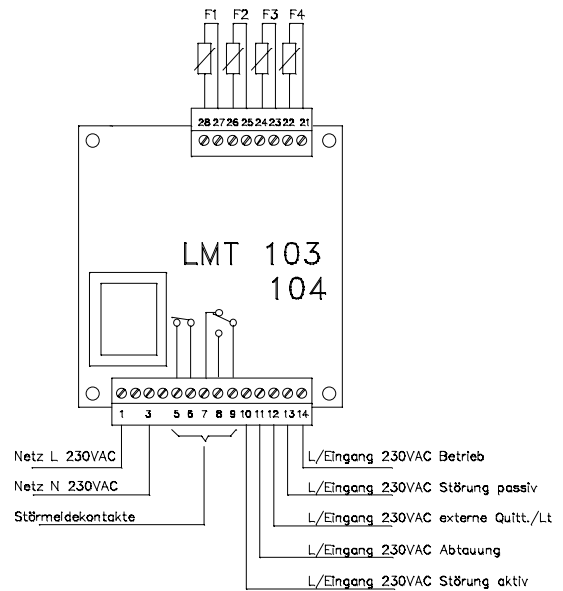 F1 F2 F3 F4
28 27 26 25 24 23 22 21
LMT 103
104
1 3 5 6 7 8 9 10 11 12 13 14
Netz L 230VAC
L/Eingang 230VAC Betrieb
Netz N 230VAC
L/Eingang 230VAC Störung passiv
Störmeldekontakte
L/Eingang 230VAC externe Quitt./Lt
L/Eingang 230VAC Abtauung
L/Eingang 230VAC Störung aktiv